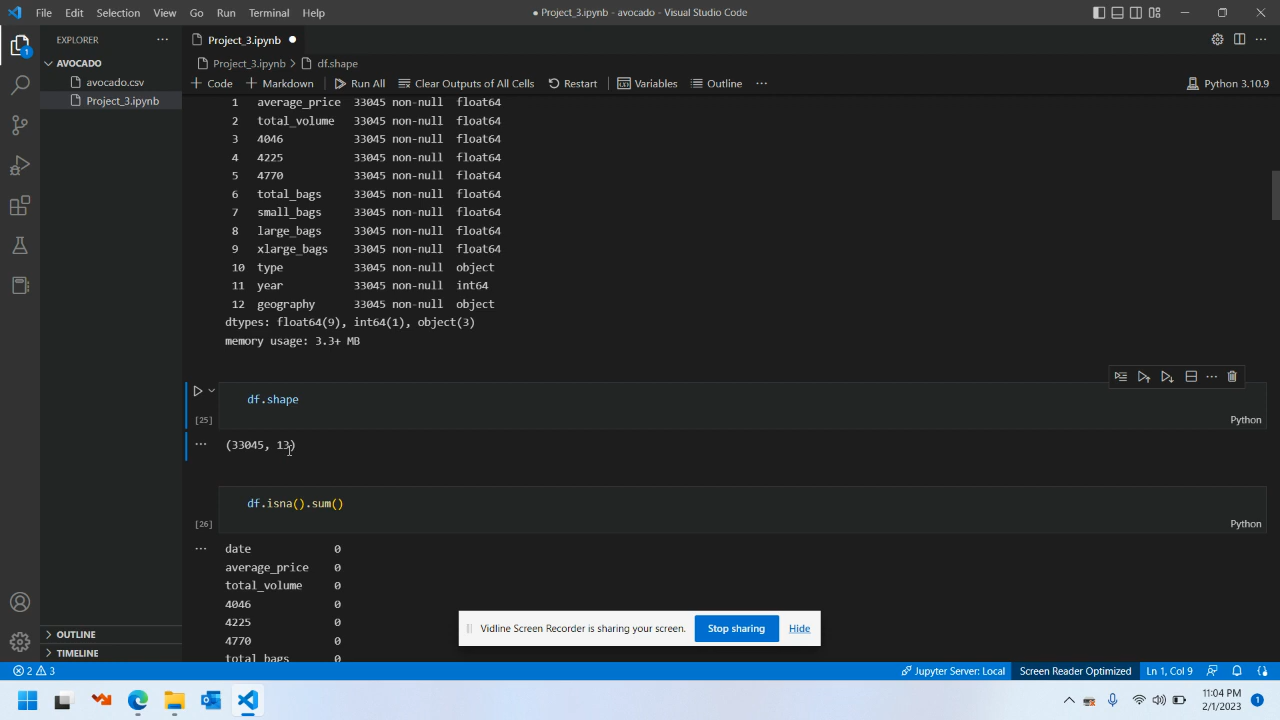 File Edit Selection View Go Run Terminal Help
● Project_3.ipynb - avocado - Visual Studio Code
EXPLORER
Project_3.ipynb ●
AVOCADO
avocado.csv
Project_3.ipynb
Project_3.ipynb > df.shape
+ Code + Markdown Run All Clear Outputs of All Cells Restart Variables Outline ···
Python 3.10.9
1 average_price 33045 non-null float64
2 total_volume 33045 non-null float64
3 4046 33045 non-null float64
4 4225 33045 non-null float64
5 4770 33045 non-null float64
6 total_bags 33045 non-null float64
7 small_bags 33045 non-null float64
8 large_bags 33045 non-null float64
9 xlarge_bags 33045 non-null float64
10 type 33045 non-null object
11 year 33045 non-null int64
12 geography 33045 non-null object
dtypes: float64(9), int64(1), object(3)
memory usage: 3.3+ MB
df.shape
[25]
Python
(33045, 13)
df.isna().sum()
[26]
Python
date 0
average_price 0
total_volume 0
4046 0
4225 0
4770 0
total_bags 0
Vidline Screen Recorder is sharing your screen. Stop sharing Hide
1
OUTLINE
TIMELINE
2 3
Jupyter Server: Local Screen Reader Optimized Ln 1, Col 9
11:04 PM
2/1/2023
1